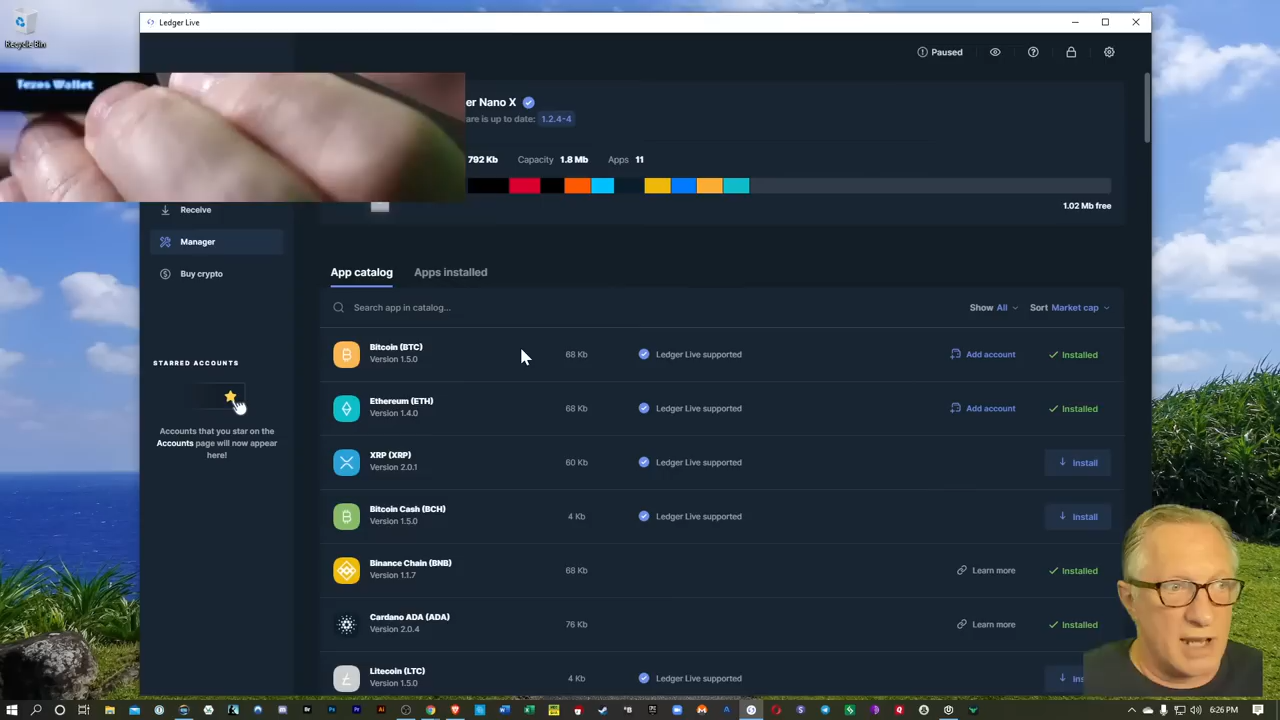 Ledger Live
Recycle Bin
Paused
Tezos Wallet
er Nano X
are is up to date: 1.2.4-4
792 Kb Capacity 1.8 Mb Apps 11
1.02 Mb free
Receive
Manager
Buy crypto
App catalog Apps installed
Search app in catalog...
Show All Sort Market cap
Bitcoin (BTC)
Version 1.5.0
68 Kb Ledger Live supported Add account Installed
STARRED ACCOUNTS
Accounts that you star on the
Accounts page will now appear
here!
Ethereum (ETH)
Version 1.4.0
68 Kb Ledger Live supported Add account Installed
XRP (XRP)
Version 2.0.1
60 Kb Ledger Live supported Install
Bitcoin Cash (BCH)
Version 1.5.0
4 Kb Ledger Live supported Install
Binance Chain (BNB)
Version 1.1.7
68 Kb Learn more Installed
Cardano ADA (ADA)
Version 2.0.4
76 Kb Learn more Installed
Litecoin (LTC)
Version 1.5.0
4 Kb Ledger Live supported Ins
6:26 PM